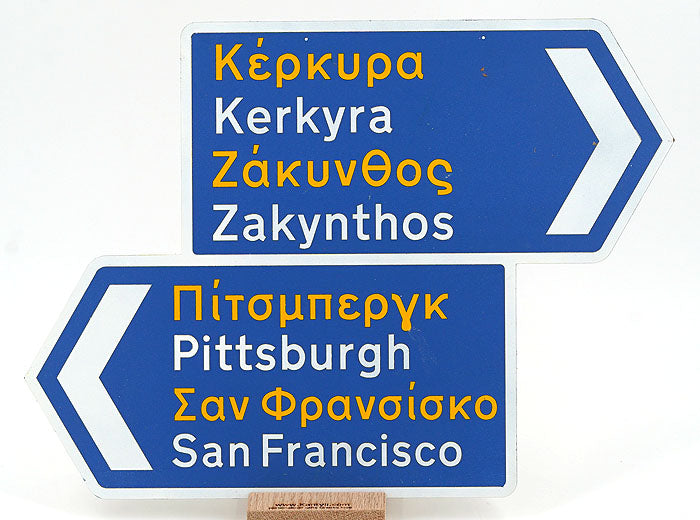 Κέρκυρα
Kerkyra
Ζάκυνθος
Zakynthos
Πίτσμπεργκ
Pittsburgh
Σαν Φρανσίσκο
San Francisco